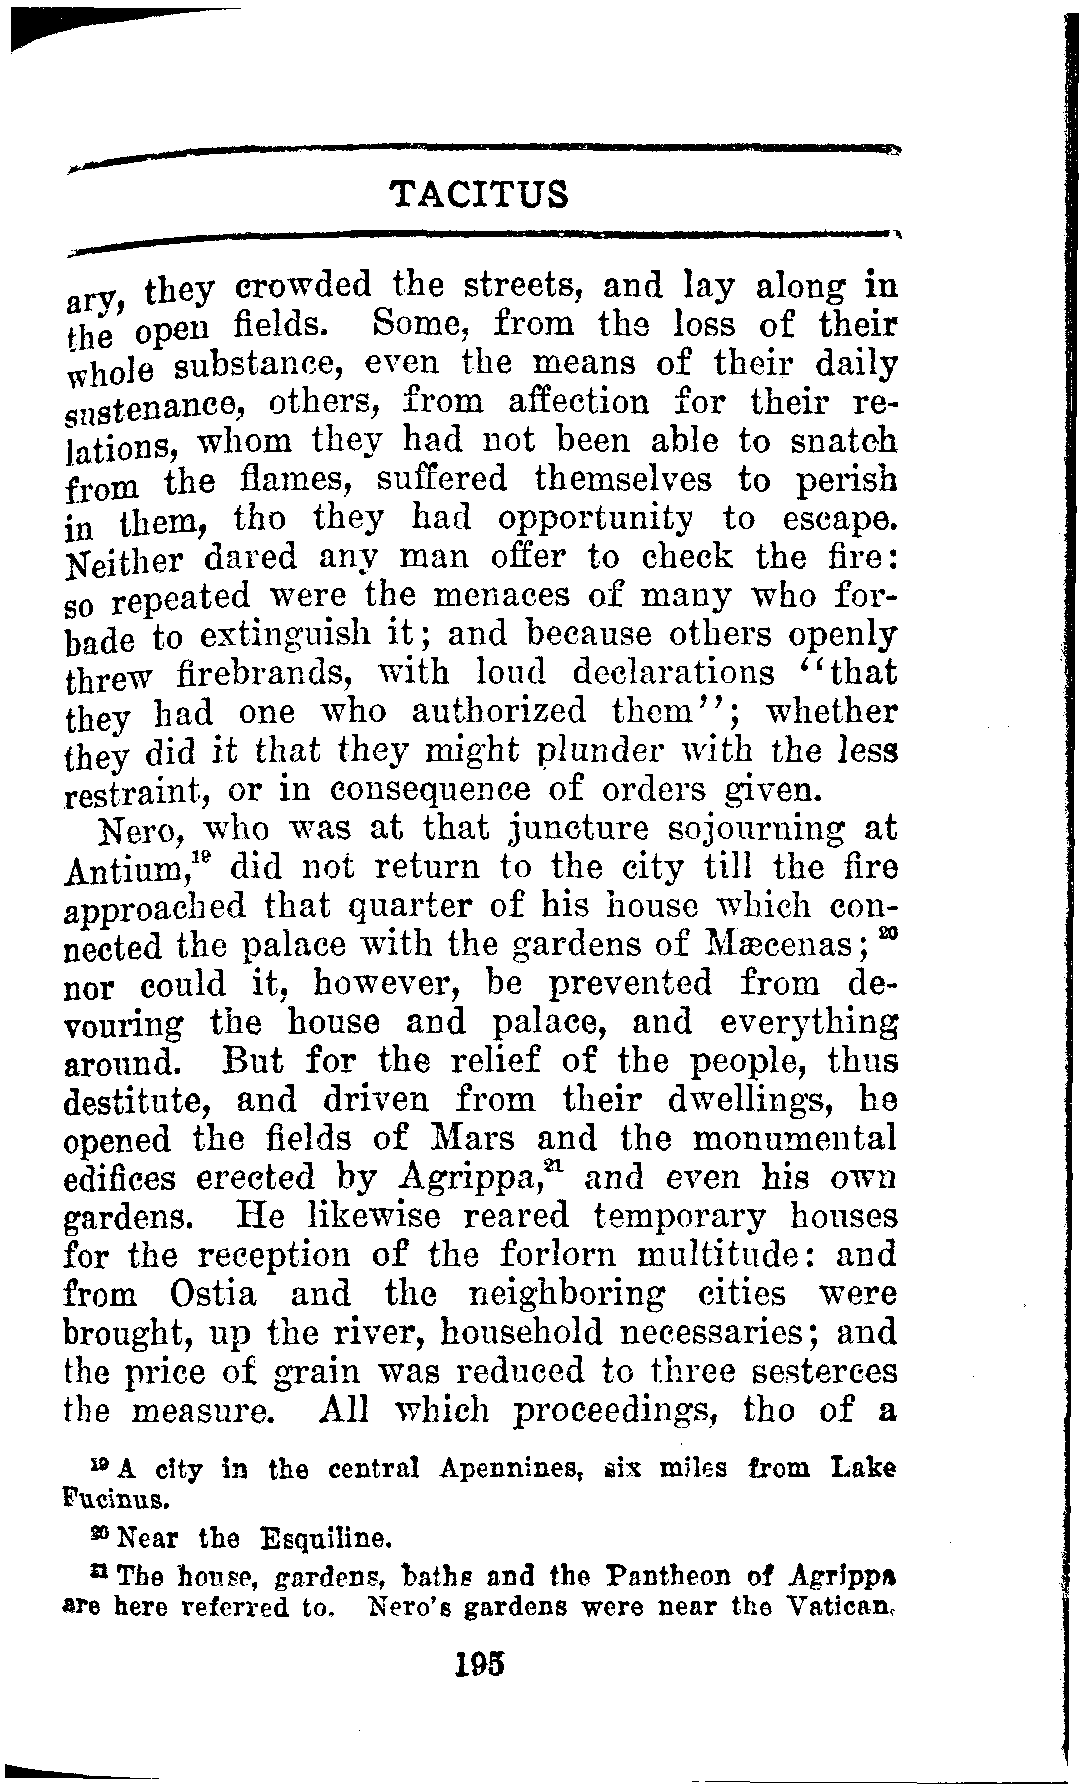 TACITUS
ary, they crowded the streets, and lay along in
the open fields. Some, from the loss of their
whole substance, even the means of their daily
sustenance, others, from affection for their re-
lations, whom they had not been able to snatch
from the flames, suffered themselves to perish
in them, tho they had opportunity to escape.
Neither dared any man offer to check the fire:
so repeated were the menaces of many who for-
bade to extinguish it; and because others openly
threw firebrands, with loud declarations "that
they had one who authorized them"; whether
they did it that they might plunder with the less
restraint, or in consequence of orders given.
Nero, who was at that juncture sojourning at
Antium,¹⁹ did not return to the city till the fire
approached that quarter of his house which con-
nected the palace with the gardens of Mæcenas;²⁰
nor could it, however, be prevented from de-
vouring the house and palace, and everything
around. But for the relief of the people, thus
destitute, and driven from their dwellings, he
opened the fields of Mars and the monumental
edifices erected by Agrippa,²¹ and even his own
gardens. He likewise reared temporary houses
for the reception of the forlorn multitude: and
from Ostia and the neighboring cities were
brought, up the river, household necessaries; and
the price of grain was reduced to three sesterces
the measure. All which proceedings, tho of a
¹⁹ A city in the central Apennines, six miles from Lake
Fucinus.
²⁰ Near the Esquiline.
²¹ The house, gardens, baths and the Pantheon of Agrippa
are here referred to. Nero's gardens were near the Vatican.
195